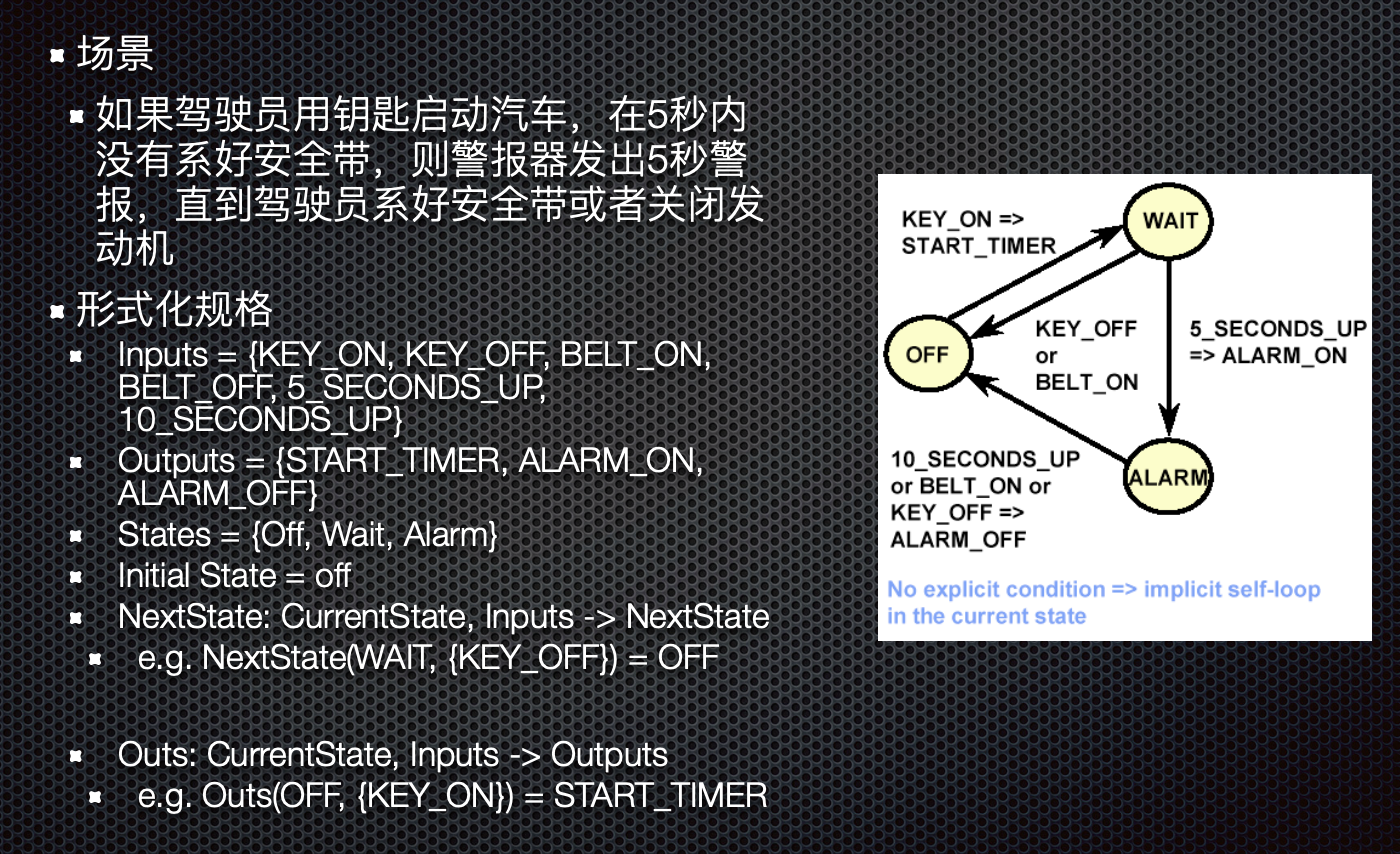 场景
如果驾驶员用钥匙启动汽车，在5秒内
没有系好安全带，则警报器发出5秒警
报，直到驾驶员系好安全带或者关闭发
动机
形式化规格
Inputs = {KEY_ON, KEY_OFF, BELT_ON,
BELT_OFF, 5_SECONDS_UP,
10_SECONDS_UP}
Outputs = {START_TIMER, ALARM_ON,
ALARM_OFF}
States = {Off, Wait, Alarm}
Initial State = off
NextState: CurrentState, Inputs -> NextState
e.g. NextState(WAIT, {KEY_OFF}) = OFF
Outs: CurrentState, Inputs -> Outputs
e.g. Outs(OFF, {KEY_ON}) = START_TIMER
KEY_ON =>
START_TIMER
WAIT
OFF
KEY_OFF
or
BELT_ON
5_SECONDS_UP
=> ALARM_ON
10_SECONDS_UP
or BELT_ON or
KEY_OFF =>
ALARM_OFF
ALARM
No explicit condition => implicit self-loop
in the current state